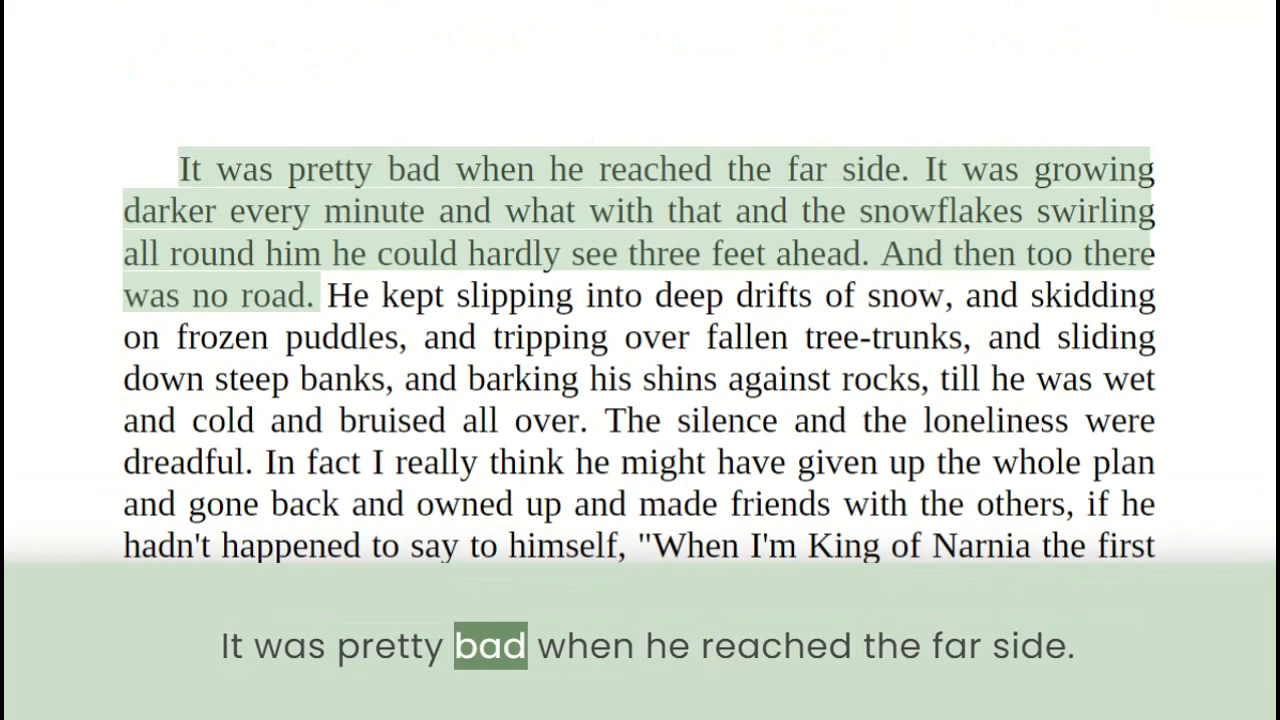 It was pretty bad when he reached the far side. It was growing
darker every minute and what with that and the snowflakes swirling
all round him he could hardly see three feet ahead. And then too there
was no road. He kept slipping into deep drifts of snow, and skidding
on frozen puddles, and tripping over fallen tree-trunks, and sliding
down steep banks, and barking his shins against rocks, till he was wet
and cold and bruised all over. The silence and the loneliness were
dreadful. In fact I really think he might have given up the whole plan
and gone back and owned up and made friends with the others, if he
hadn't happened to say to himself, "When I'm King of Narnia the first
It was pretty bad when he reached the far side.